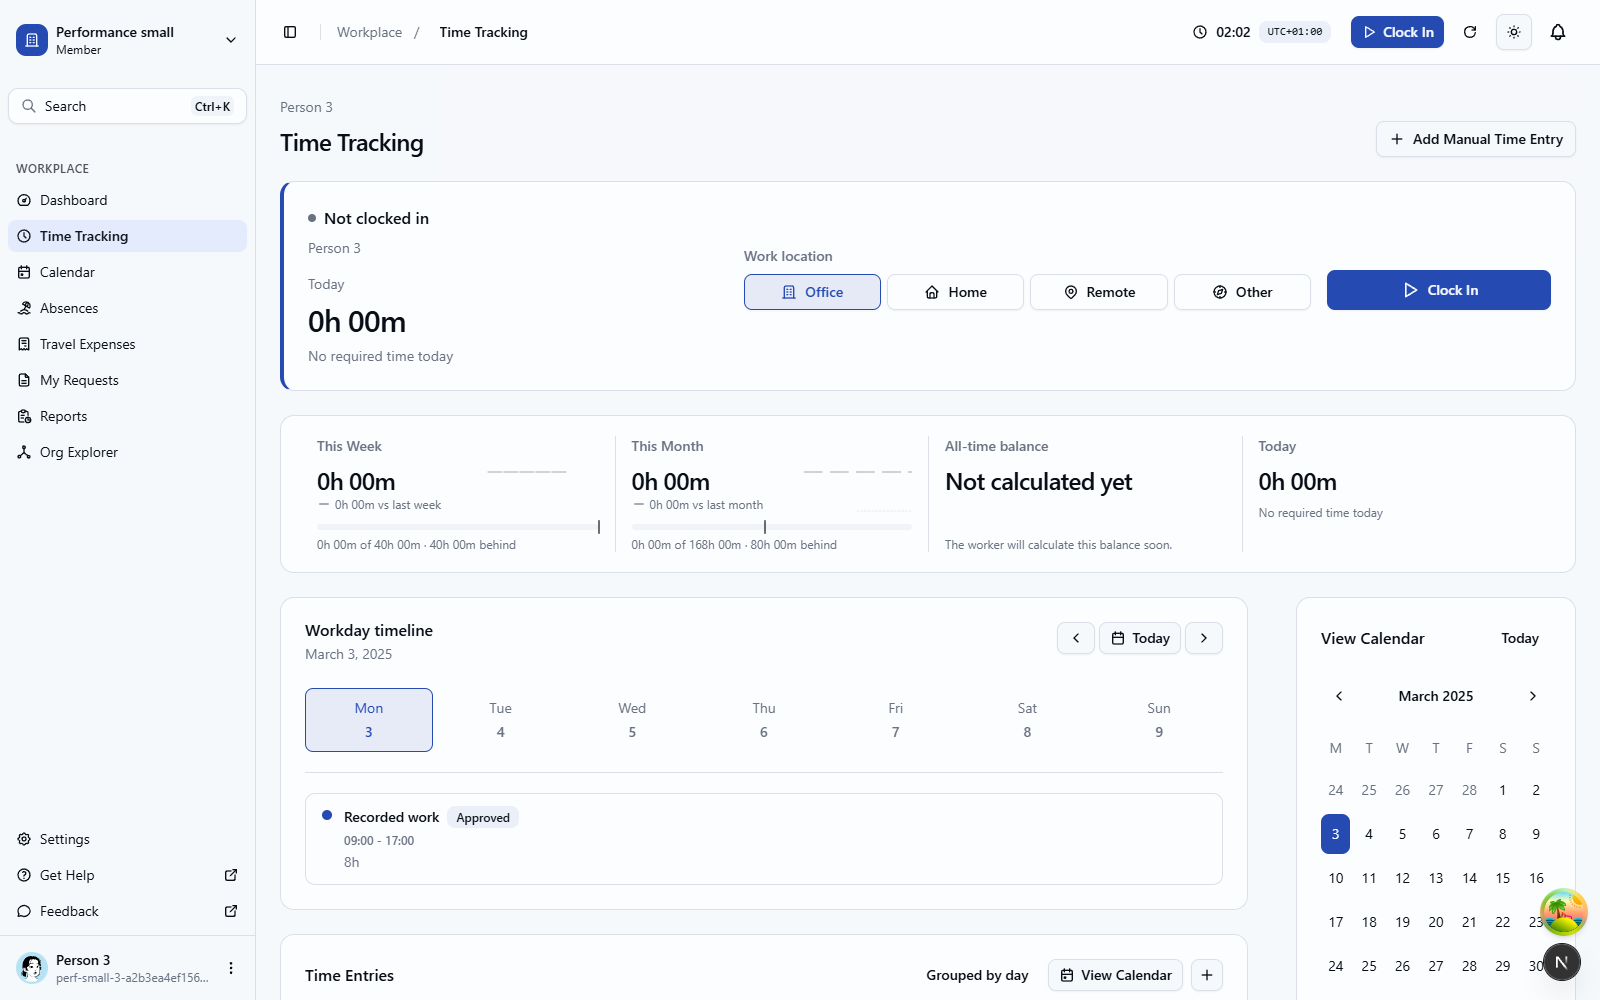 Performance small
Member
Search
Ctrl+K
WORKPLACE
Dashboard
Time Tracking
Calendar
Absences
Travel Expenses
My Requests
Reports
Org Explorer
Settings
Get Help
Feedback
Person 3
perf-small-3-a2b3ea4ef156...
Workplace / Time Tracking
02:02 UTC+01:00
Clock In
Person 3
Time Tracking
Add Manual Time Entry
Not clocked in
Person 3
Today
0h 00m
No required time today
Work location
Office Home Remote Other
Clock In
This Week
0h 00m
0h 00m vs last week
0h 00m of 40h 00m · 40h 00m behind
This Month
0h 00m
0h 00m vs last month
0h 00m of 168h 00m · 80h 00m behind
All-time balance
Not calculated yet
The worker will calculate this balance soon.
Today
0h 00m
No required time today
Workday timeline
March 3, 2025
Today
Mon Tue Wed Thu Fri Sat Sun
3 4 5 6 7 8 9
Recorded work Approved
09:00 - 17:00
8h
Time Entries
Grouped by day
View Calendar
View Calendar
Today
March 2025
M T W T F S S
24 25 26 27 28 1 2
3 4 5 6 7 8 9
10 11 12 13 14 15 16
17 18 19 20 21 22 23
24 25 26 27 28 29 30
N